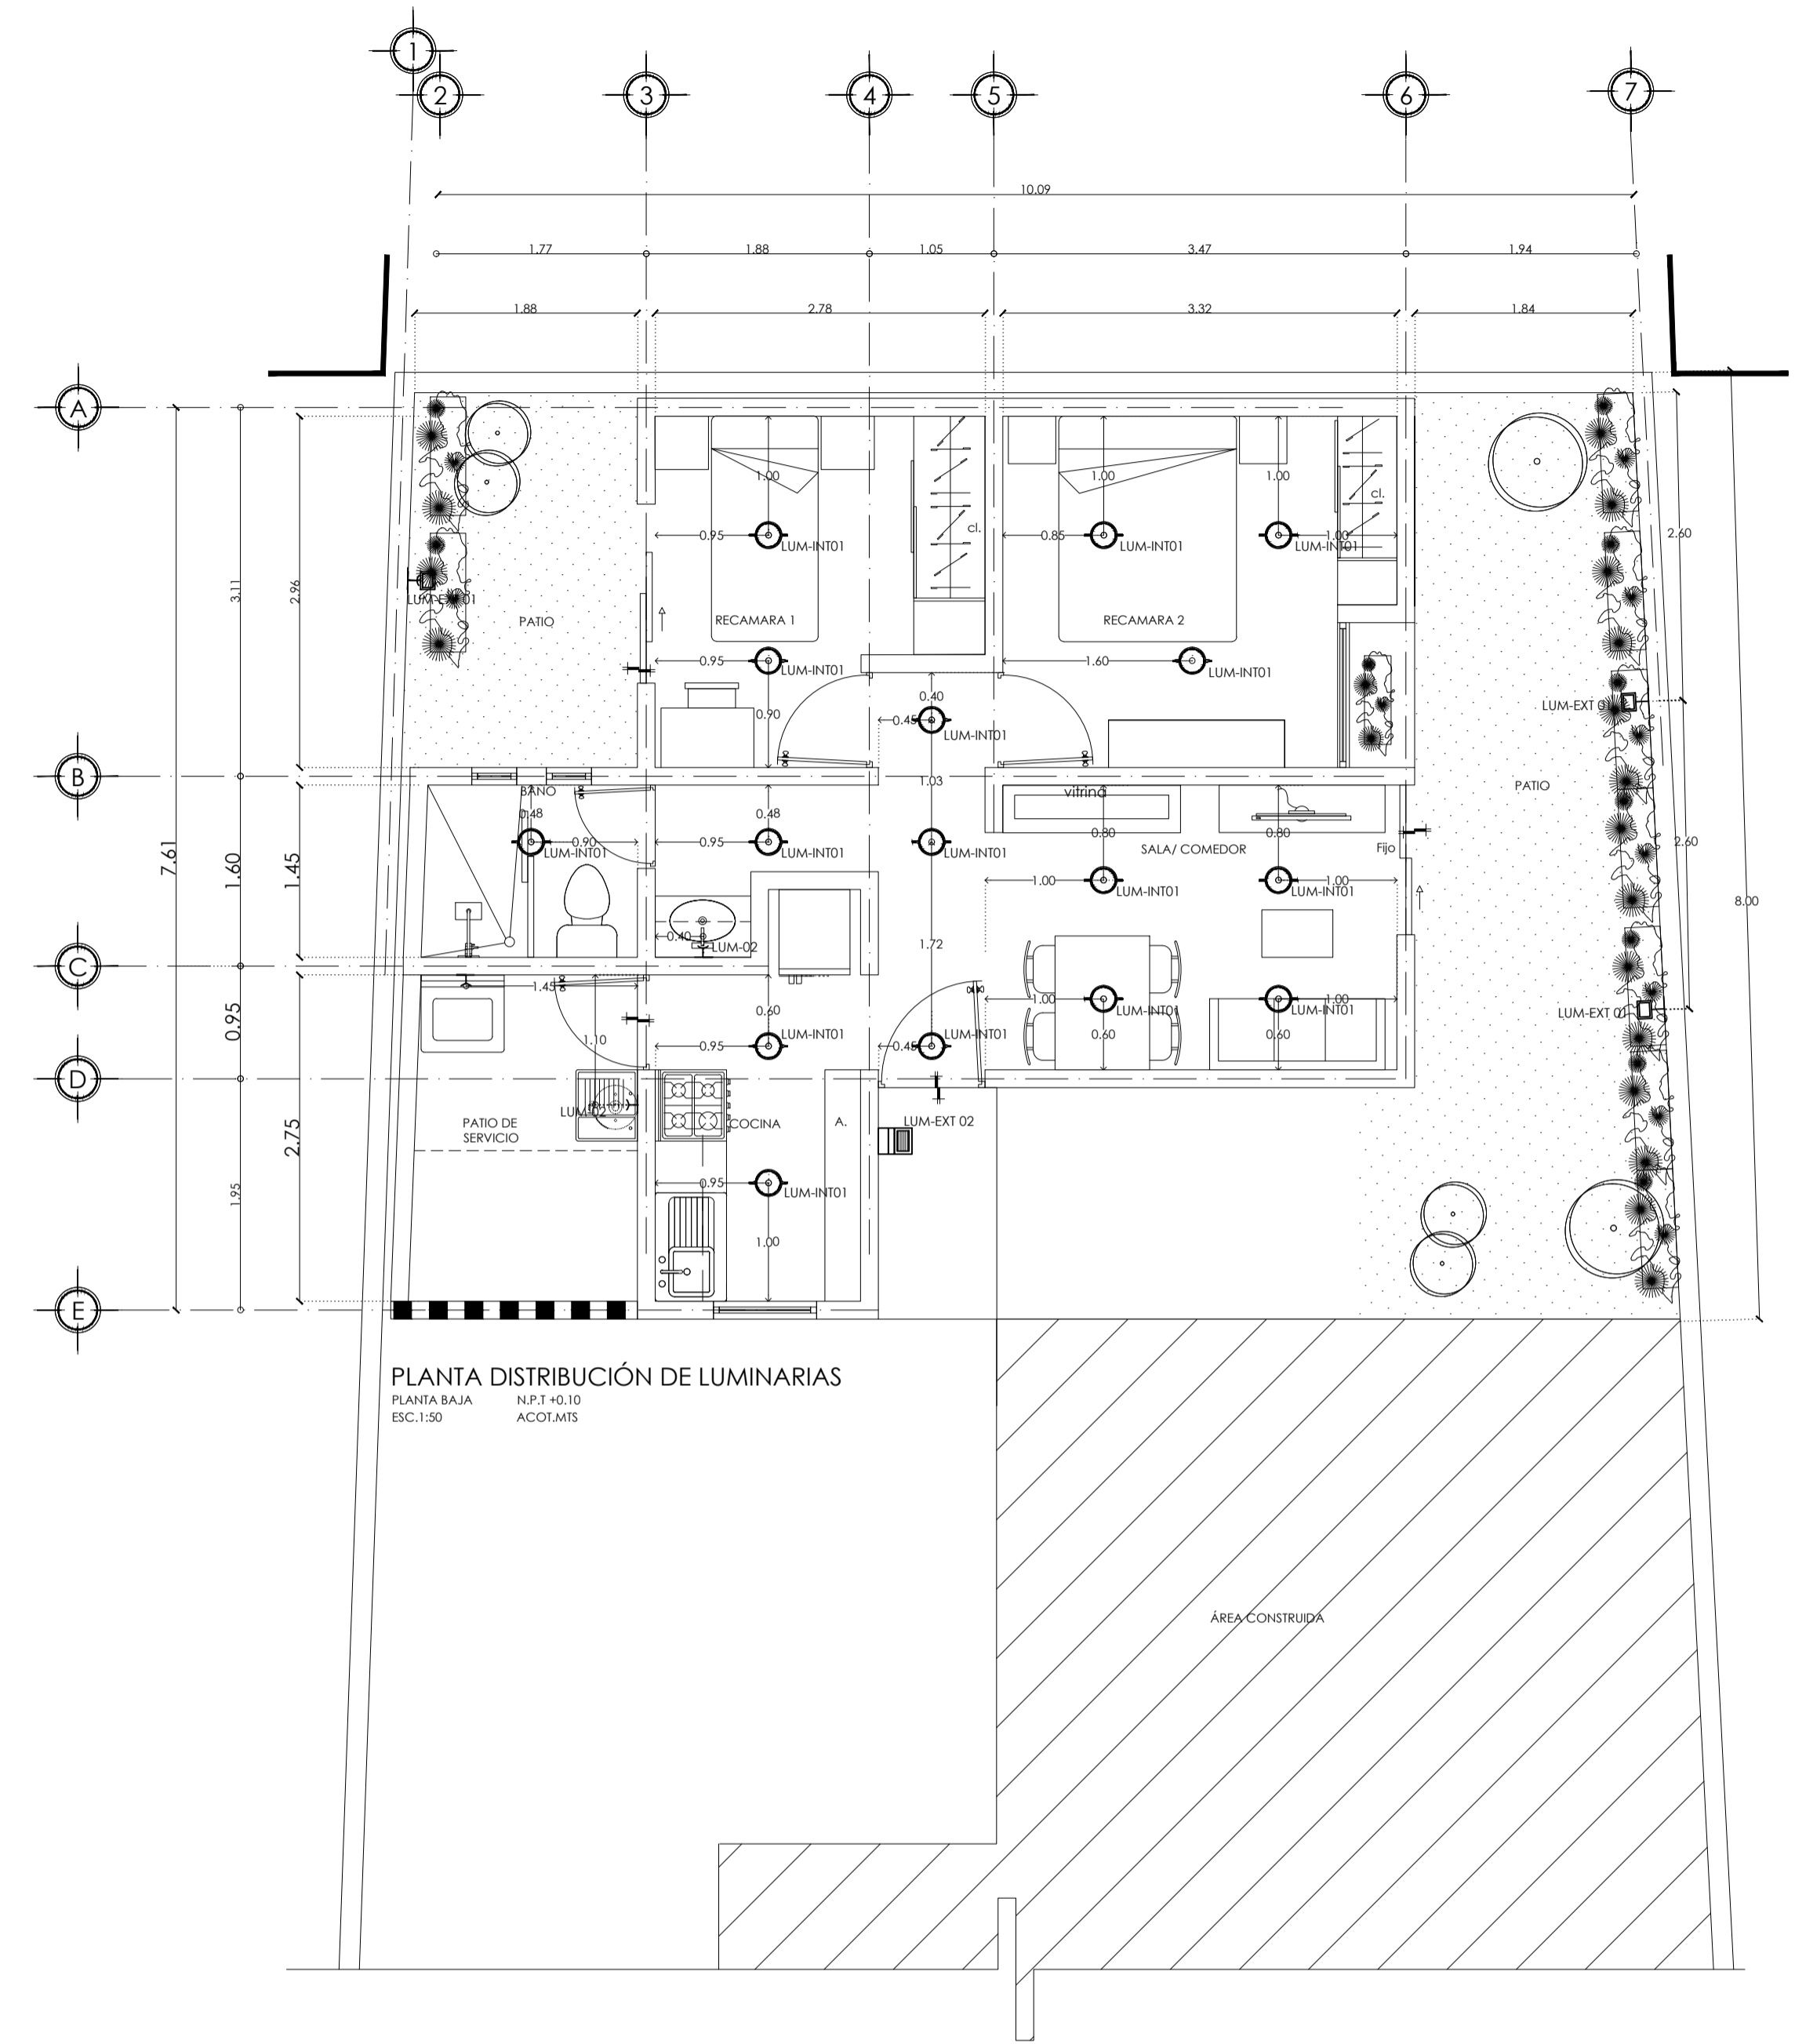 1
2
3
4
5
6
7
10.09
1.77
1.88
1.05
3.47
1.94
1.88
2.78
3.32
1.84
A
B
C
D
E
7.61
3.11
1.60
0.95
1.95
2.96
1.45
2.75
1.00
1.00
1.00
cl.
cl.
0.95
LUM-INT01
0.85
LUM-INT01
1.00
LUM-INT01
2.60
LUM-EXT 01
PATIO
RECAMARA 1
RECAMARA 2
0.95
LUM-INT01
1.60
LUM-INT01
0.40
0.90
0.45
LUM-INT01
LUM-EXT 01
1.03
PATIO
BAÑO
0.48
0.90
LUM-INT01
0.48
0.95
LUM-INT01
LUM-INT01
vitrina
0.80
0.80
SALA/ COMEDOR
Fijo
2.60
1.00
LUM-INT01
1.00
LUM-INT01
8.00
0.40
LUM-02
1.72
1.45
1.10
0.60
0.95
LUM-INT01
0.45
LUM-INT01
1.00
LUM-INT01
0.60
1.00
LUM-INT01
0.60
LUM-EXT 01
LUM-02
PATIO DE
SERVICIO
COCINA
A.
LUM-EXT 02
0.95
LUM-INT01
1.00
PLANTA DISTRIBUCIÓN DE LUMINARIAS
PLANTA BAJA N.P.T +0.10
ESC.1:50 ACOT.MTS
ÁREA CONSTRUIDA